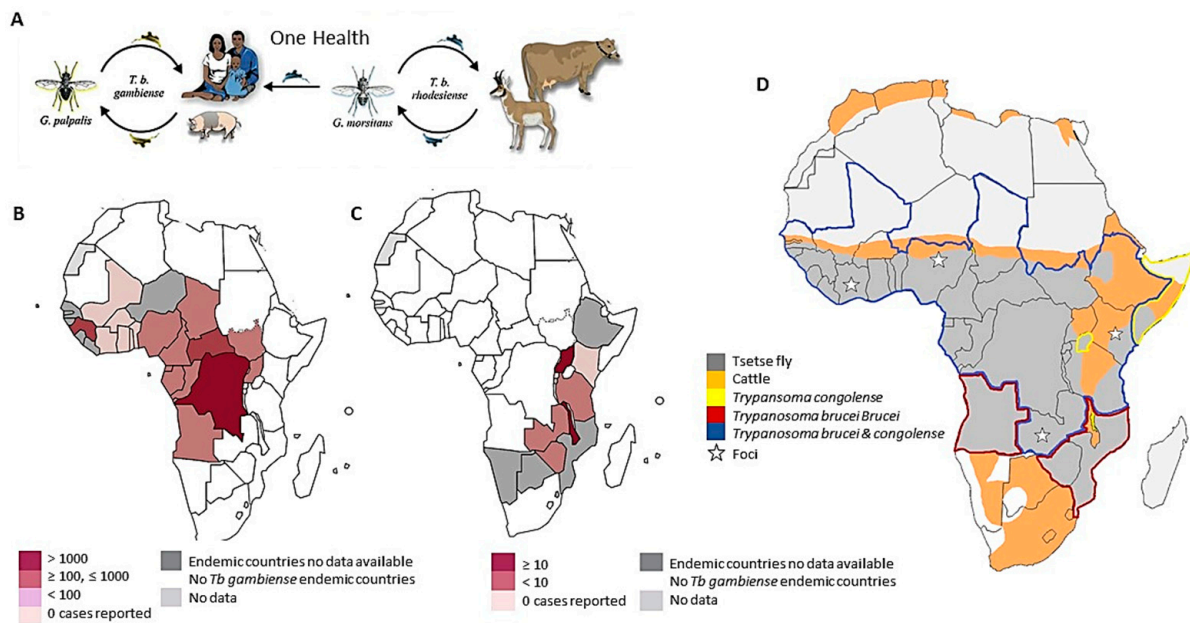 A
One Health
T. b.
gambiense
G. palpalis
T. b.
rhodesiense
G. morsitans
B
C
D
> 1000
≥ 100, ≤ 1000
< 100
0 cases reported
Endemic countries no data available
No Tb gambiense endemic countries
No data
≥ 10
< 10
0 cases reported
Endemic countries no data available
No Tb gambiense endemic countries
No data
Tsetse fly
Cattle
Trypansoma congolense
Trypanosoma brucei Brucei
Trypanosoma brucei & congolense
Foci